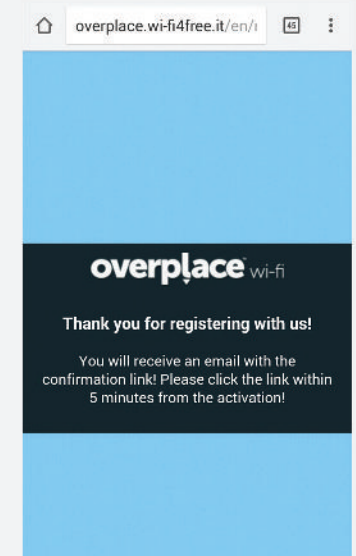 overplace.wi-fi4free.it/en/
45
overplace wi-fi
Thank you for registering with us!
You will receive an email with the
confirmation link! Please click the link within
5 minutes from the activation!